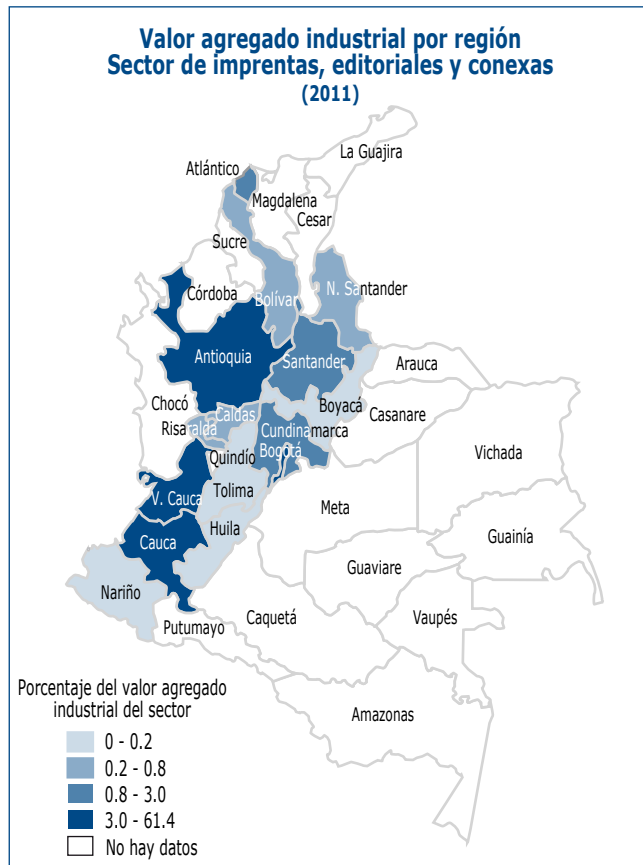 Valor agregado industrial por región
Sector de imprentas, editoriales y conexas
(2011)
La Guajira
Atlántico
Magdalena
Cesar
Sucre
Córdoba
Bolívar
N. Santander
Antioquia
Santander
Arauca
Chocó
Caldas
Boyacá
Casanare
Risaralda
Cundinamarca
Bogotá
Quindío
Vichada
V. Cauca
Tolima
Meta
Cauca
Huila
Guainía
Nariño
Guaviare
Putumayo
Caquetá
Vaupés
Amazonas
Porcentaje del valor agregado
industrial del sector
0 - 0.2
0.2 - 0.8
0.8 - 3.0
3.0 - 61.4
No hay datos